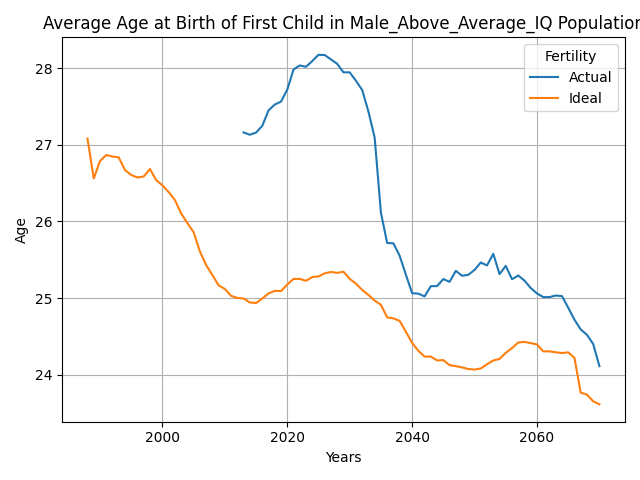 Average Age at Birth of First Child in Male_Above_Average_IQ Population
Fertility
Actual
Ideal
28
27
26
25
24
Age
2000 2020 2040 2060
Years